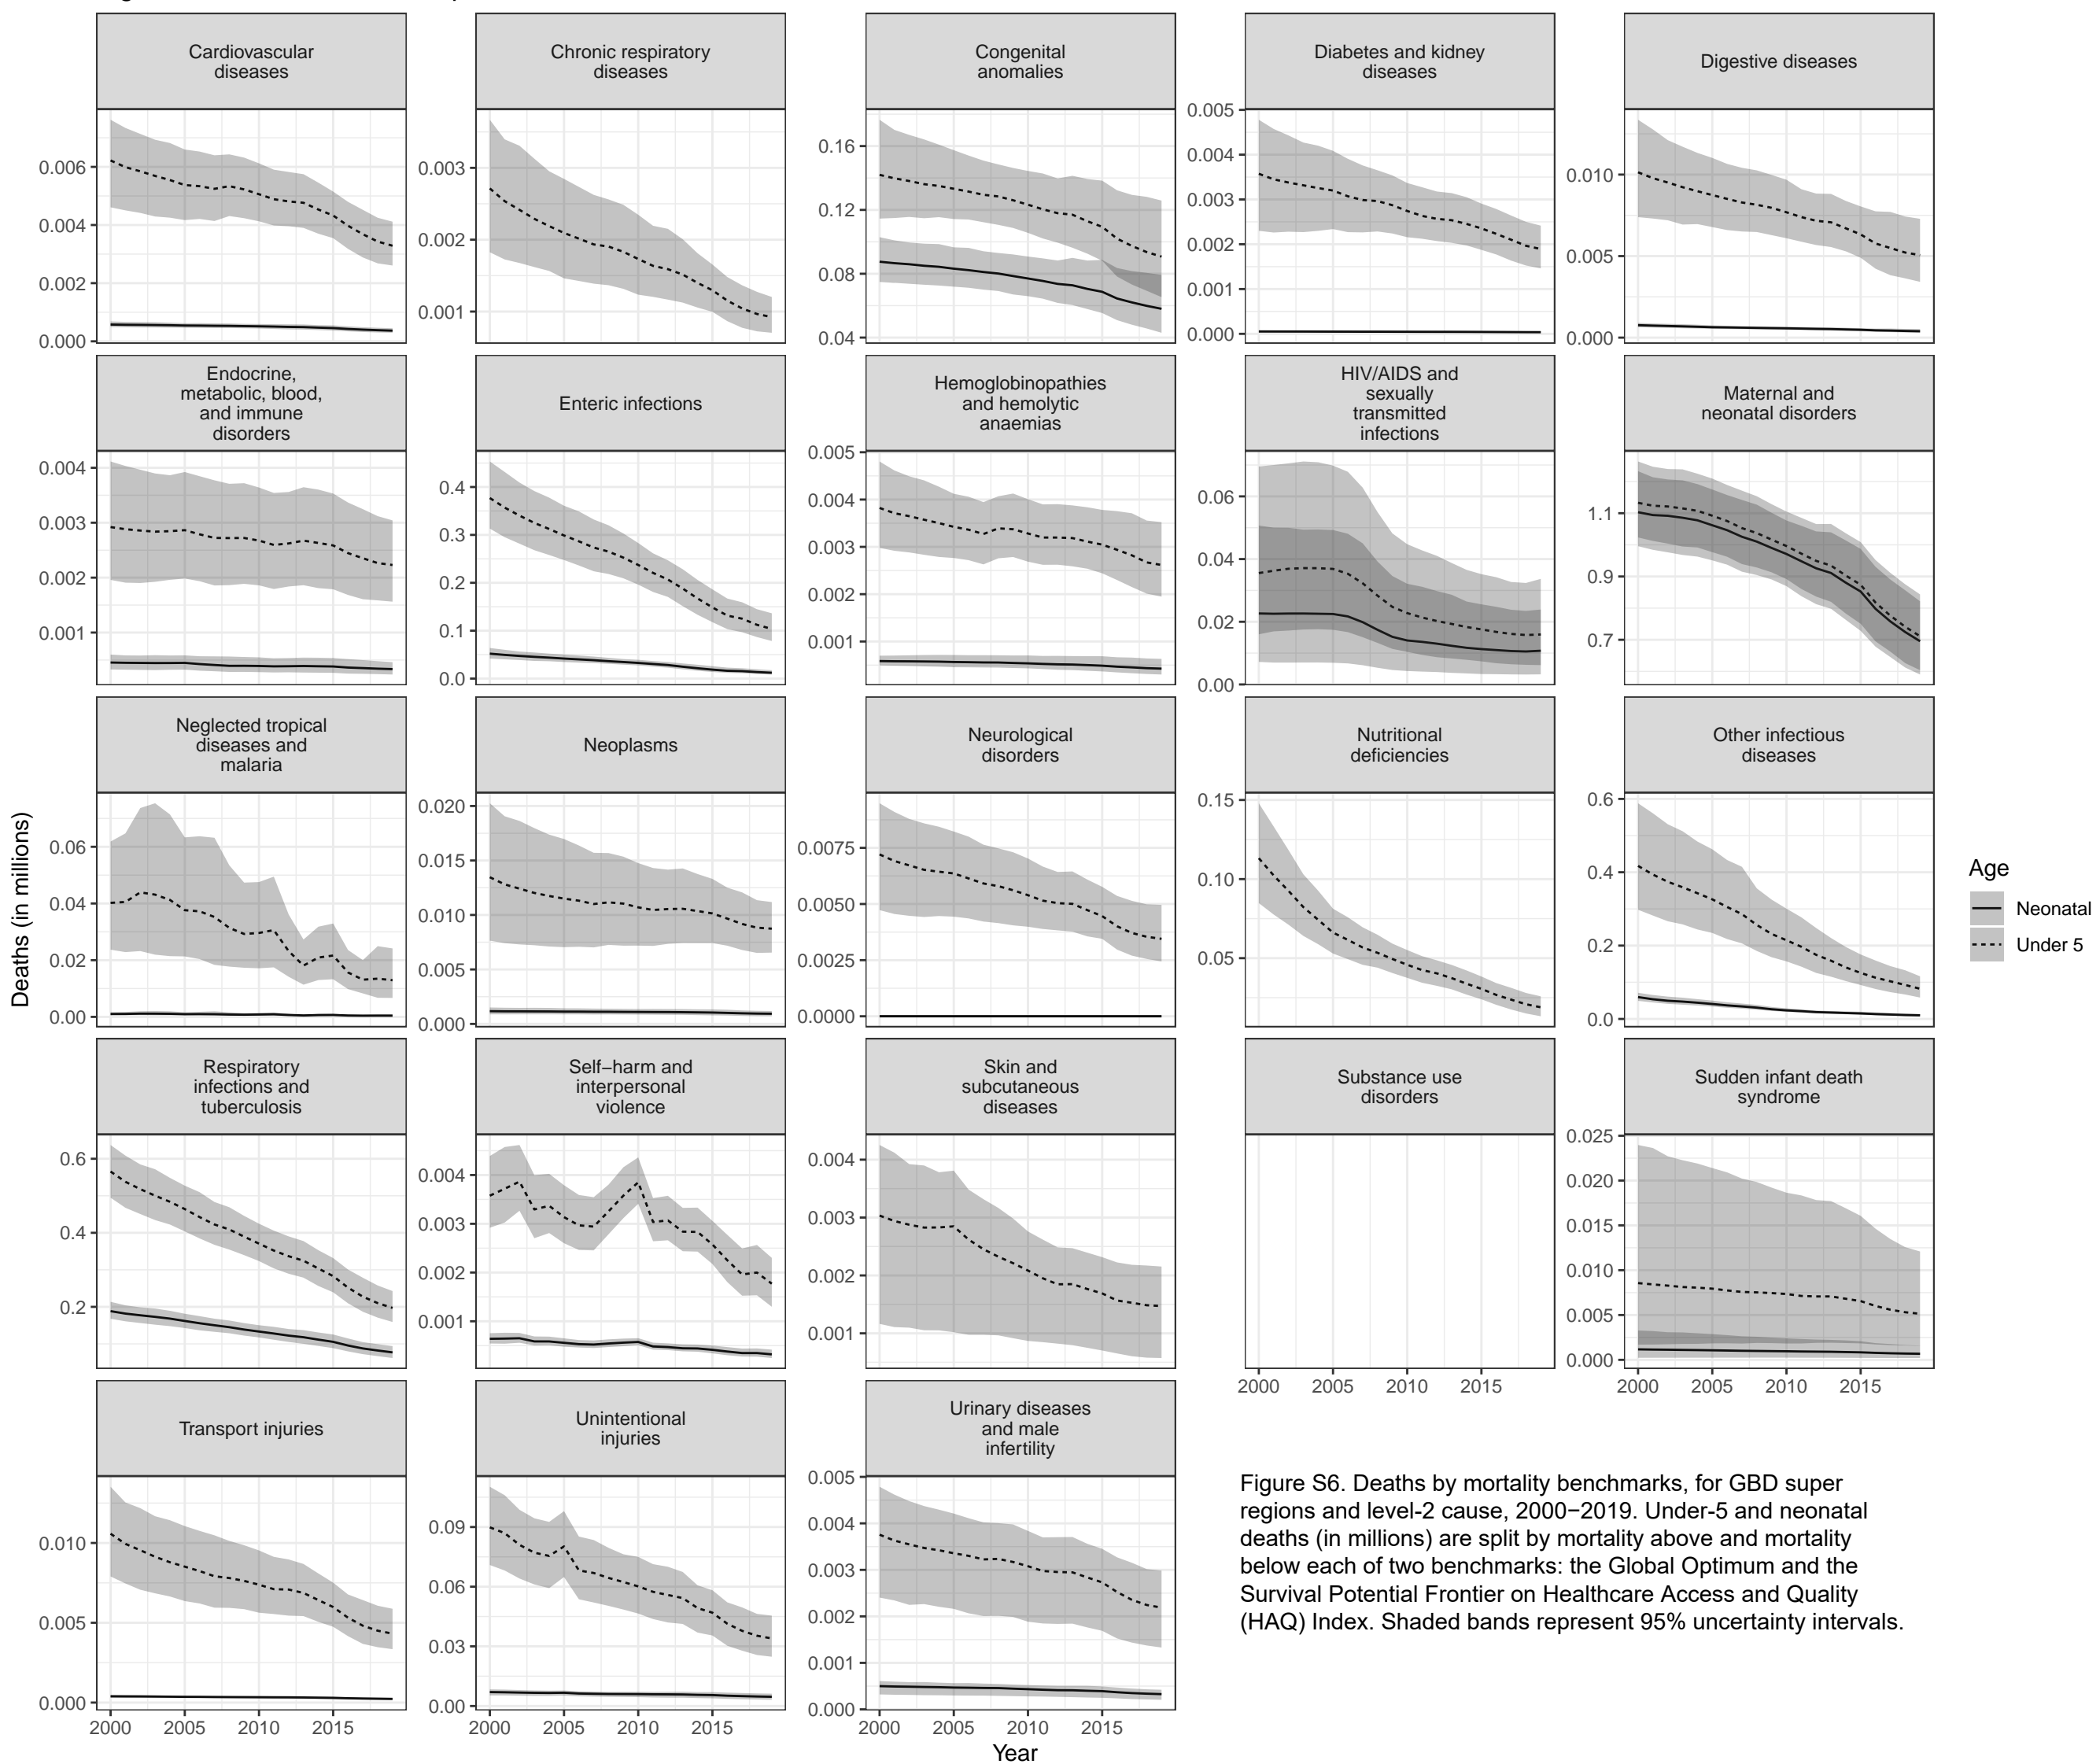 Cardiovascular
diseases
Chronic respiratory
diseases
Congenital
anomalies
Diabetes and kidney
diseases
Digestive diseases
0.006
0.004
0.002
0.000
0.003
0.002
0.001
0.16
0.12
0.08
0.04
0.005
0.004
0.003
0.002
0.001
0.000
0.010
0.005
0.000
Endocrine,
metabolic, blood,
and immune
disorders
Enteric infections
Hemoglobinopathies
and hemolytic
anaemias
HIV/AIDS and
sexually
transmitted
infections
Maternal and
neonatal disorders
0.004
0.003
0.002
0.001
0.4
0.3
0.2
0.1
0.0
0.005
0.004
0.003
0.002
0.001
0.06
0.04
0.02
0.00
1.1
0.9
0.7
Neglected tropical
diseases and
malaria
Neoplasms
Neurological
disorders
Nutritional
deficiencies
Other infectious
diseases
0.06
0.04
0.02
0.00
0.020
0.015
0.010
0.005
0.000
0.0075
0.0050
0.0025
0.0000
0.15
0.10
0.05
0.6
0.4
0.2
0.0
Deaths (in millions)
Age
Neonatal
Under 5
Respiratory
infections and
tuberculosis
Self−harm and
interpersonal
violence
Skin and
subcutaneous
diseases
Substance use
disorders
Sudden infant death
syndrome
0.6
0.4
0.2
0.004
0.003
0.002
0.001
0.004
0.003
0.002
0.001
2000 2005 2010 2015
0.025
0.020
0.015
0.010
0.005
0.000
2000 2005 2010 2015
Transport injuries
Unintentional
injuries
Urinary diseases
and male
infertility
0.010
0.005
0.000
2000 2005 2010 2015
0.09
0.06
0.03
0.00
2000 2005 2010 2015
0.005
0.004
0.003
0.002
0.001
0.000
2000 2005 2010 2015
Year
Figure S6. Deaths by mortality benchmarks, for GBD super
regions and level-2 cause, 2000−2019. Under-5 and neonatal
deaths (in millions) are split by mortality above and mortality
below each of two benchmarks: the Global Optimum and the
Survival Potential Frontier on Healthcare Access and Quality
(HAQ) Index. Shaded bands represent 95% uncertainty intervals.